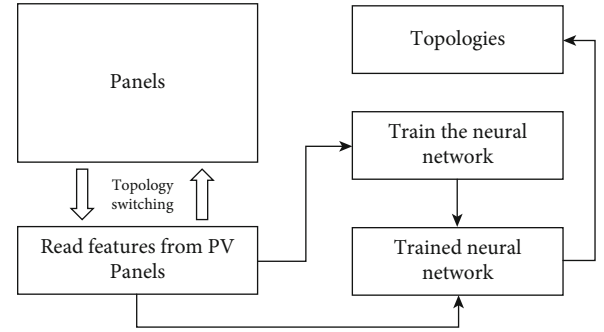 Panels
Topology
switching
Read features from PV
Panels
Topologies
Train the neural
network
Trained neural
network